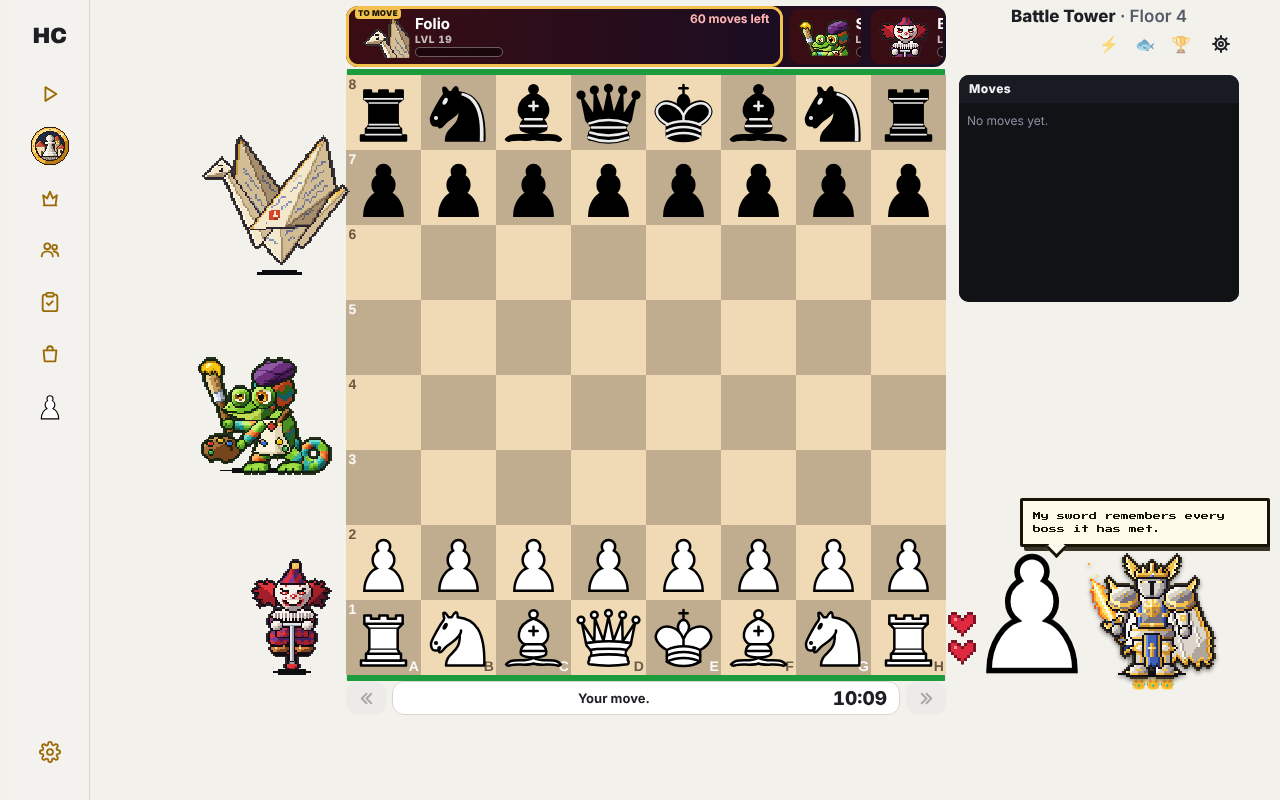 HC
TO MOVE
Folio
LVL 19
60 moves left
Battle Tower · Floor 4
Moves
No moves yet.
8
7
6
5
4
3
2
1
A B C D E F G H
My sword remembers every
boss it has met.
Your move.
10:09